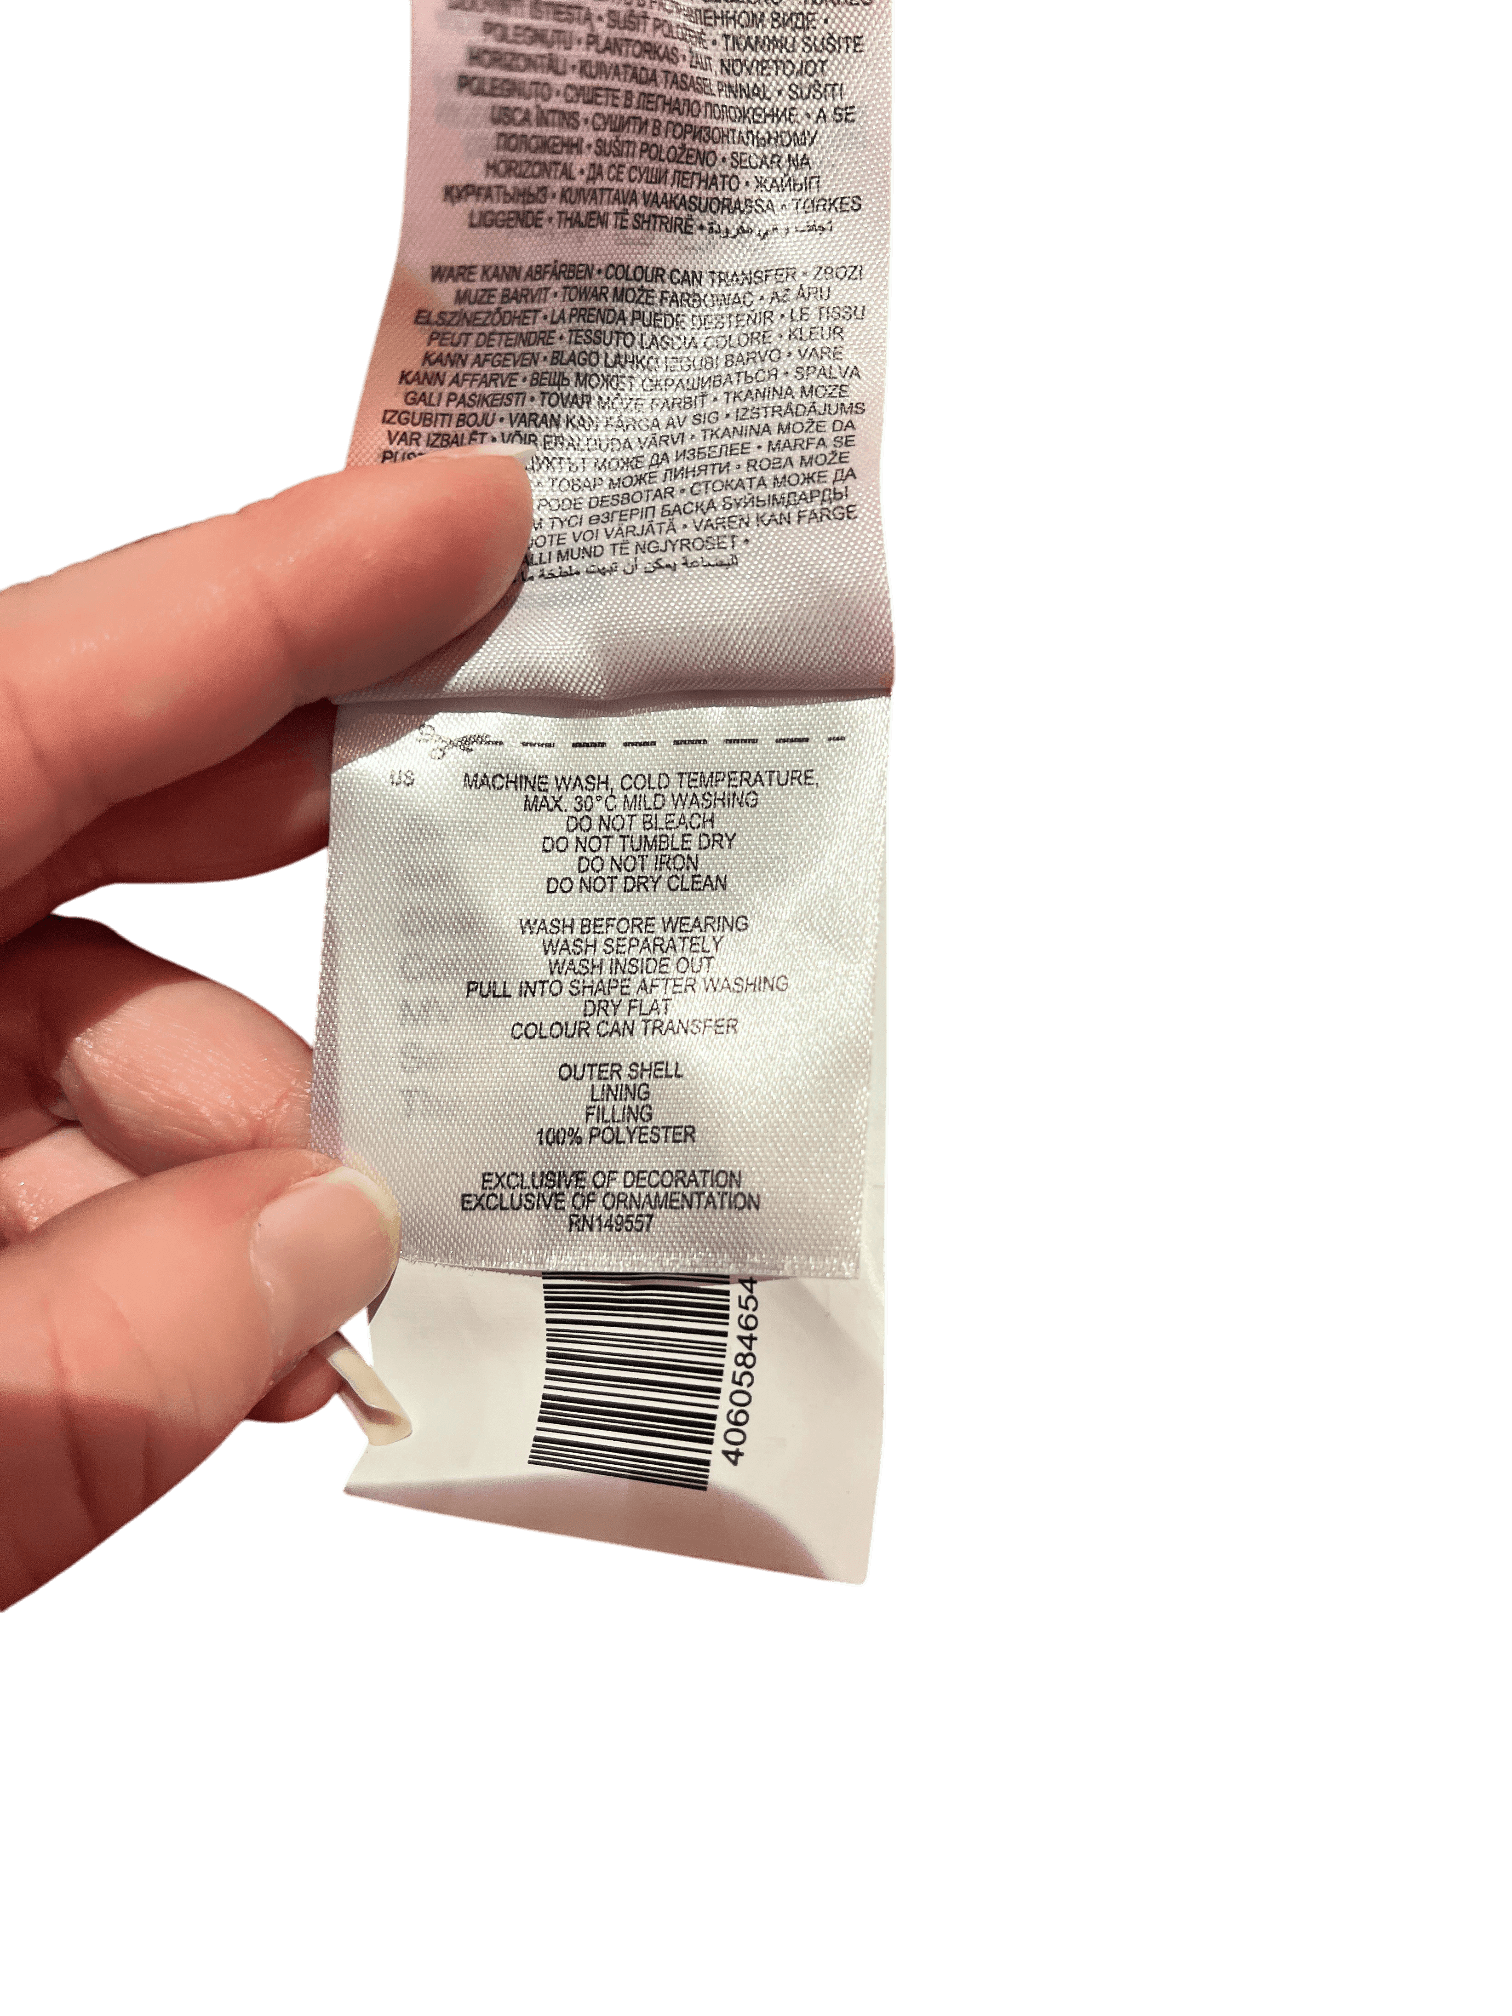 IŠTIESTĄ • SUŠIŤ POLOŽENÉ
POLEGNUTU • PLANTORKAS • TKANINU SUŠITE
HORIZONTĀLI • KUIVATADA TASASEL PINNAL • SUŠITI
POLEGNUTO • СУШЕТЕ В ЛЕГНАЛО ПОЛОЖЕНИЕ • A SE
USCA ÎNTINS • СУШИТИ В ГОРИЗОНТАЛЬНОМУ
ПОЛОЖЕННІ • SUŠITI POLOŽENO • SECAR NA
HORIZONTAL • ДА СЕ СУШИ ЛЕГНАТО • ЖАЙЫП
ҚҰРҒАТЫҢЫЗ • KUIVATTAVA VAAKASUORASSA • TØRKES
LIGGENDE • THAJENI TË SHTRIRË •
WARE KANN ABFÄRBEN • COLOUR CAN TRANSFER • ZBOZI
MUZE BARVIT • TOWAR MOŻE FARBOWAĆ • AZ ÁRU
ELSZÍNEZŐDHET • LA PRENDA PUEDE DESTEÑIR • LE TISSU
PEUT DÉTEINDRE • TESSUTO LASCIA COLORE • KLEUR
KANN AFGEVEN • BLAGO LAHKO IZGUBI BARVO • VARE
KANN AFFARVE • ВЕЩЬ МОЖЕТ ОКРАШИВАТЬСЯ • SPALVA
GALI PASIKEISTI • TOVAR MÔŽE FARBIŤ • TKANINA MOZE
IZGUBITI BOJU • VARAN KAN FÄRGA AV SIG • IZSTRĀDĀJUMS
VAR IZBALĒT • VÕIB ERALDUDA VÄRVI • TKANINA MOŽE DA
МОЖЕ ДА ИЗБЕЛЕЕ • MARFA SE
• ТОВАР МОЖЕ ЛИНЯТИ • ROBA MOŽE
PODE DESBOTAR • СТОКАТА МОЖЕ ДА
ТҮСІ ӨЗГЕРІП БАСҚА БҰЙЫМДАРДЫ
VOI VÄRJÄTÄ • VAREN KAN FARGE
MUND TË NGJYROSET •
US MACHINE WASH, COLD TEMPERATURE,
MAX. 30°C MILD WASHING
DO NOT BLEACH
DO NOT TUMBLE DRY
DO NOT IRON
DO NOT DRY CLEAN
WASH BEFORE WEARING
WASH SEPARATELY
WASH INSIDE OUT
PULL INTO SHAPE AFTER WASHING
DRY FLAT
COLOUR CAN TRANSFER
OUTER SHELL
LINING
FILLING
100% POLYESTER
EXCLUSIVE OF DECORATION
EXCLUSIVE OF ORNAMENTATION
RN149557
4060584654